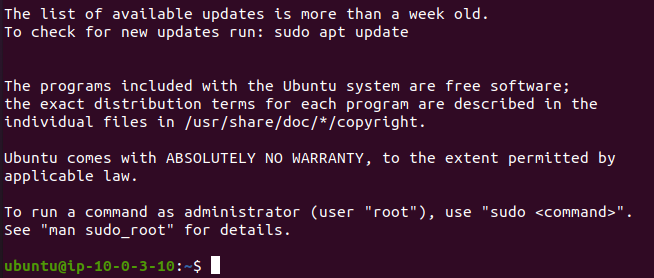 The list of available updates is more than a week old.
To check for new updates run: sudo apt update
The programs included with the Ubuntu system are free software;
the exact distribution terms for each program are described in the
individual files in /usr/share/doc/*/copyright.
Ubuntu comes with ABSOLUTELY NO WARRANTY, to the extent permitted by
applicable law.
To run a command as administrator (user "root"), use "sudo <command>".
See "man sudo_root" for details.
ubuntu@ip-10-0-3-10:~$